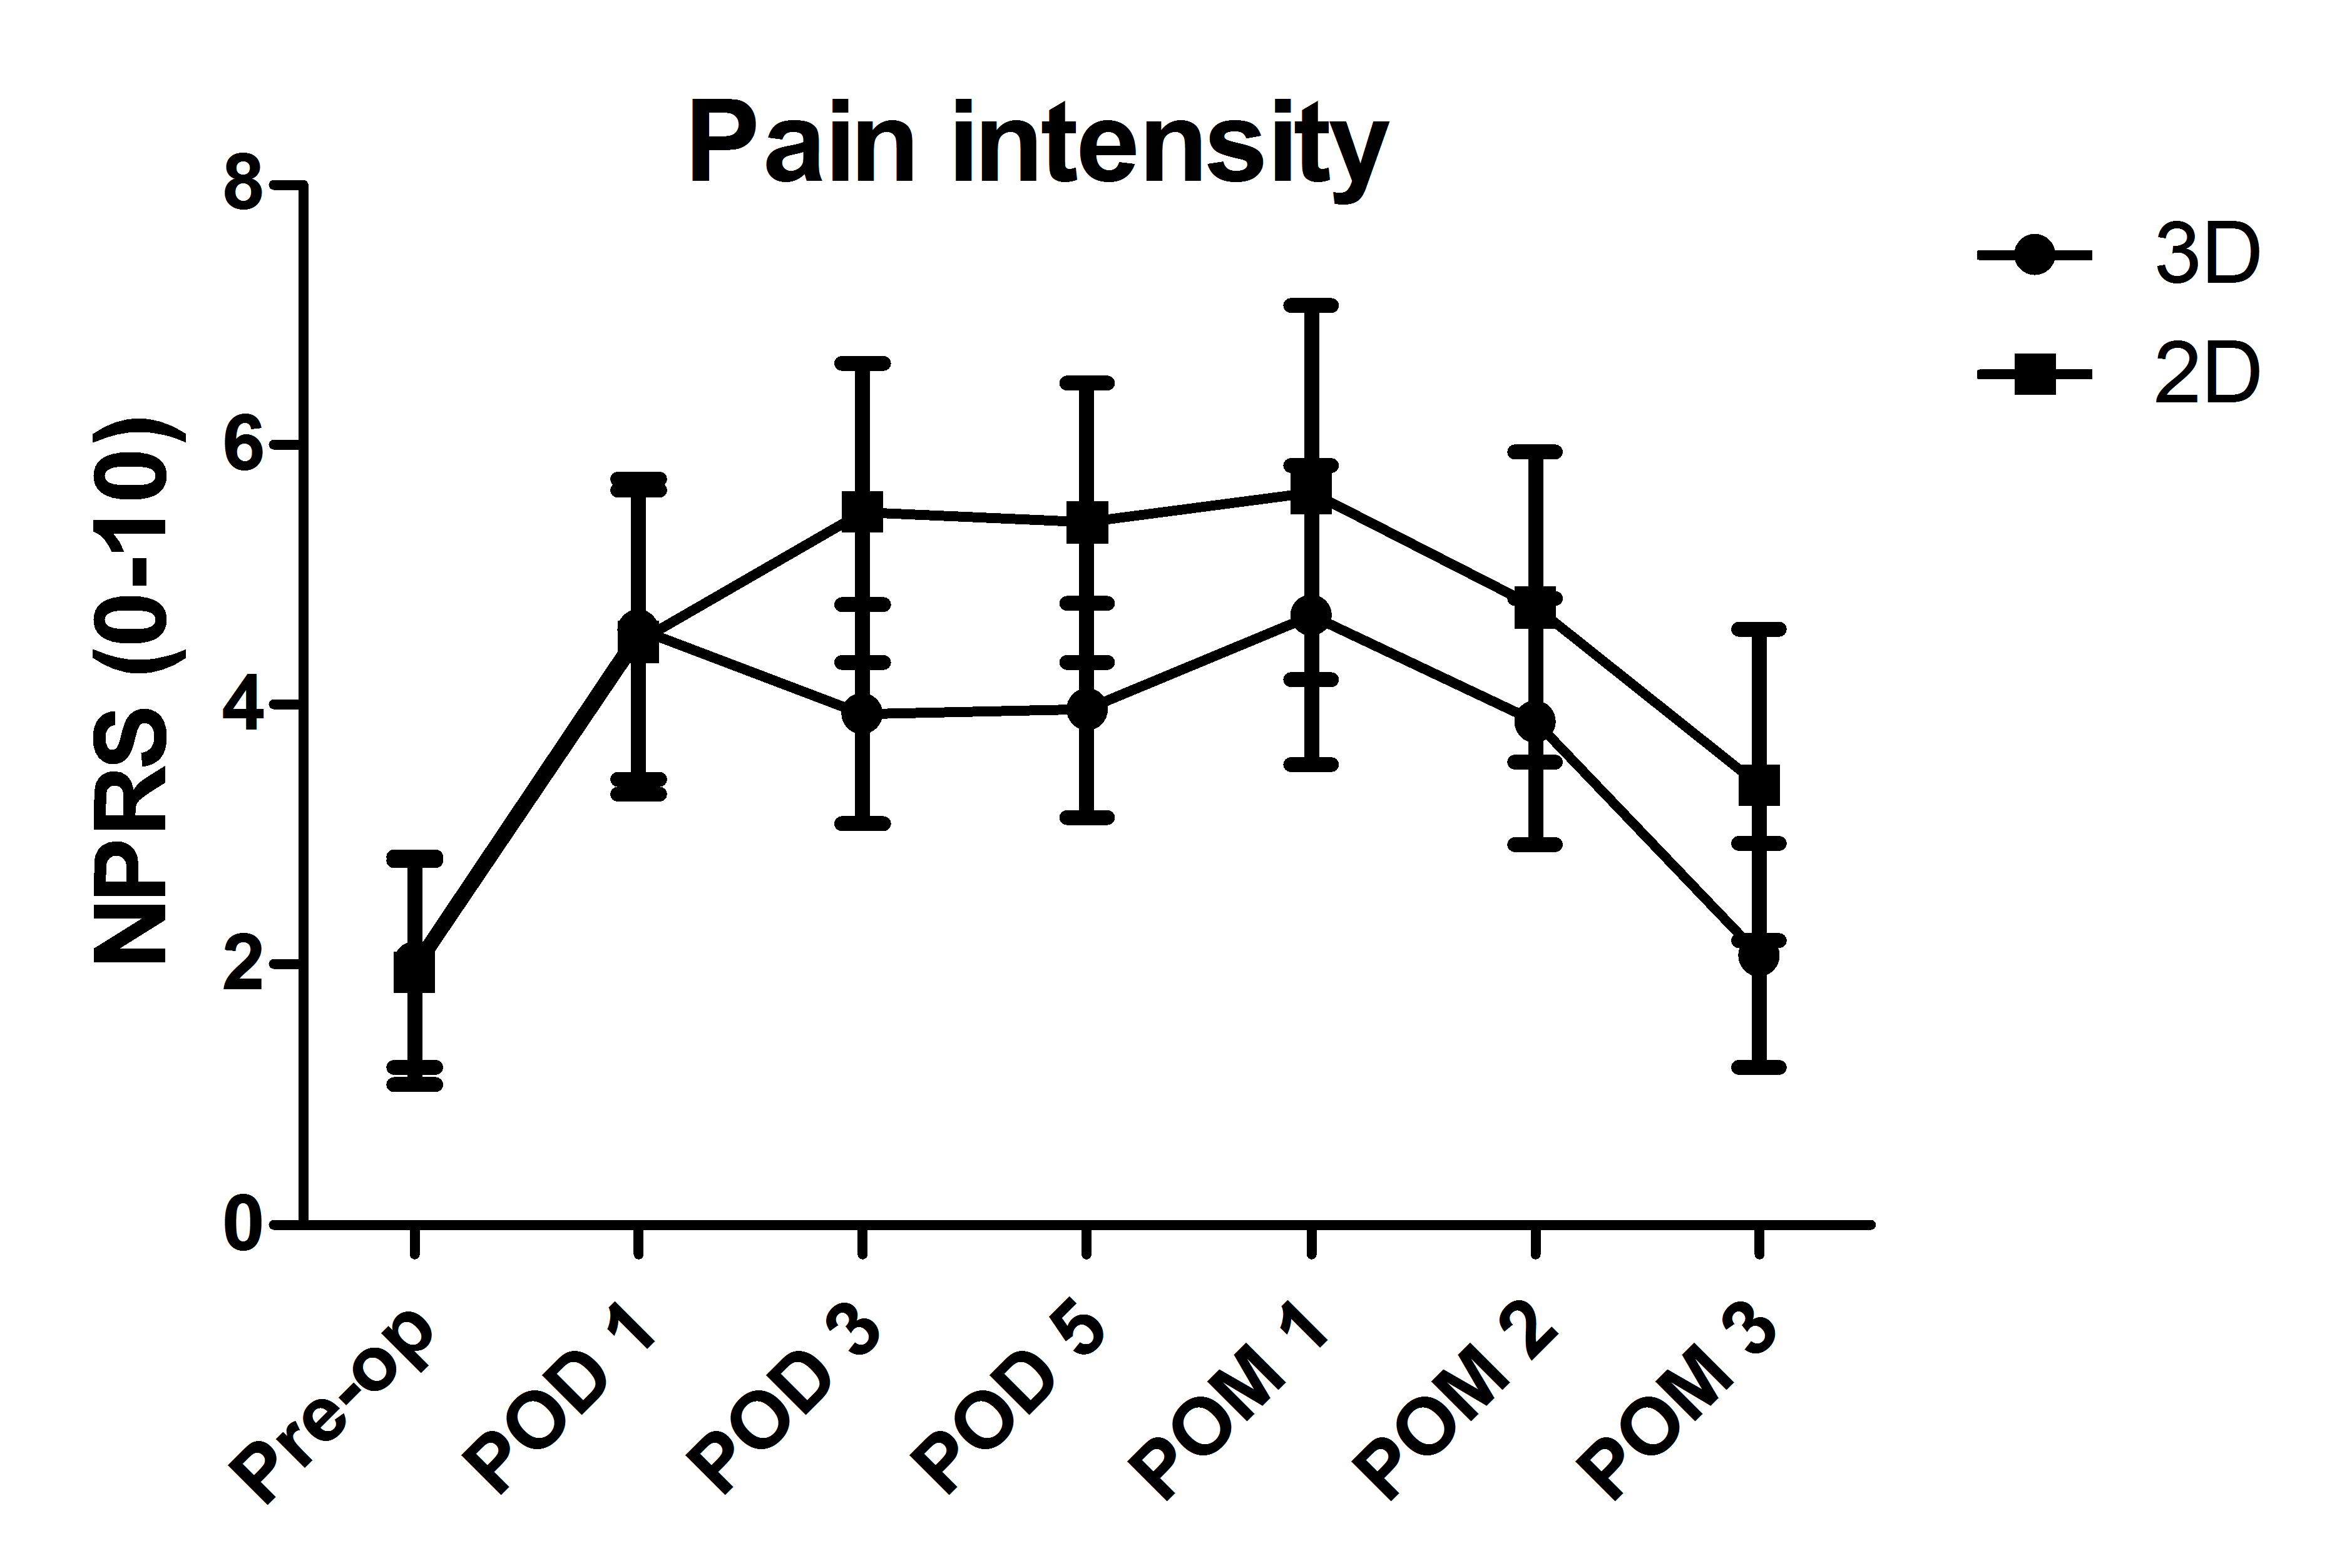 Pain intensity
3D
2D
NPRS (0-10)
8
6
4
2
0
Pre-op
POD 1
POD 3
POD 5
POM 1
POM 2
POM 3